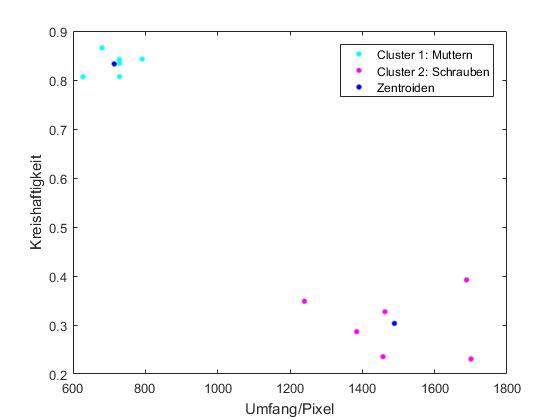 0.9
0.8
0.7
0.6
0.5
0.4
0.3
0.2
Kreishaftigkeit
Cluster 1: Muttern
Cluster 2: Schrauben
Zentroiden
600 800 1000 1200 1400 1600 1800
Umfang/Pixel